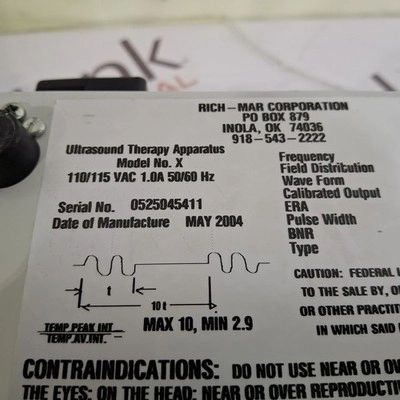 RICH-MAR CORPORATION
PO BOX 879
INOLA, OK 74036
918-543-2222
Ultrasound Therapy Apparatus
Model No. X
110/115 VAC 1.0A 50/60 Hz
Serial No. 0525045411
Date of Manufacture MAY 2004
Frequency
Field Distribution
Wave Form
Calibrated Output
ERA
Pulse Width
BNR
Type
t
10 t
TEMP.PEAK INT
TEMP.AV.INT.
MAX 10, MIN 2.9
CAUTION: FEDERAL
TO THE SALE BY, O
OR OTHER PRACTIT
IN WHICH SAID
CONTRAINDICATIONS: DO NOT USE NEAR OR OV
THE EYES; ON THE HEAD; NEAR OR OVER REPRODUCTI